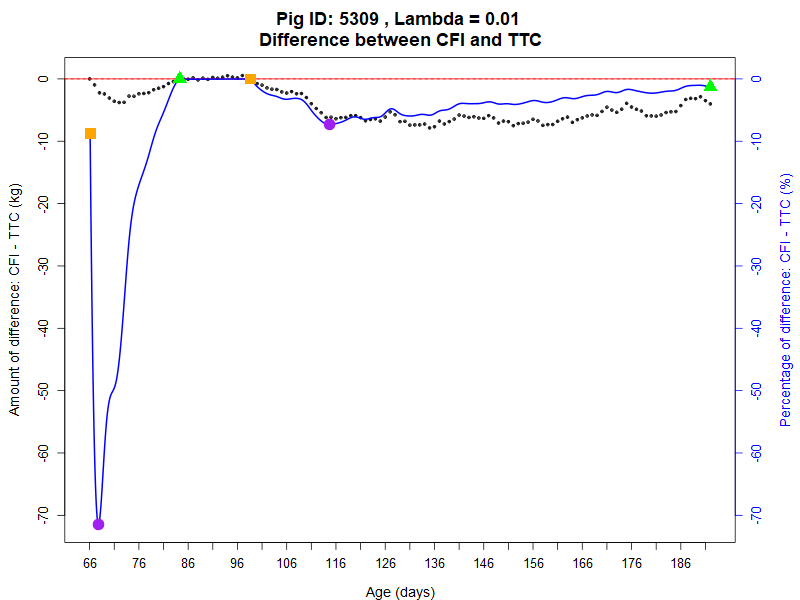 Pig ID: 5309 , Lambda = 0.01
Difference between CFI and TTC
Amount of difference: CFI - TTC (kg)
0
-10
-20
-30
-40
-50
-60
-70
0
-10
-20
-30
-40
-50
-60
-70
Percentage of difference: CFI - TTC (%)
66 76 86 96 106 116 126 136 146 156 166 176 186
Age (days)